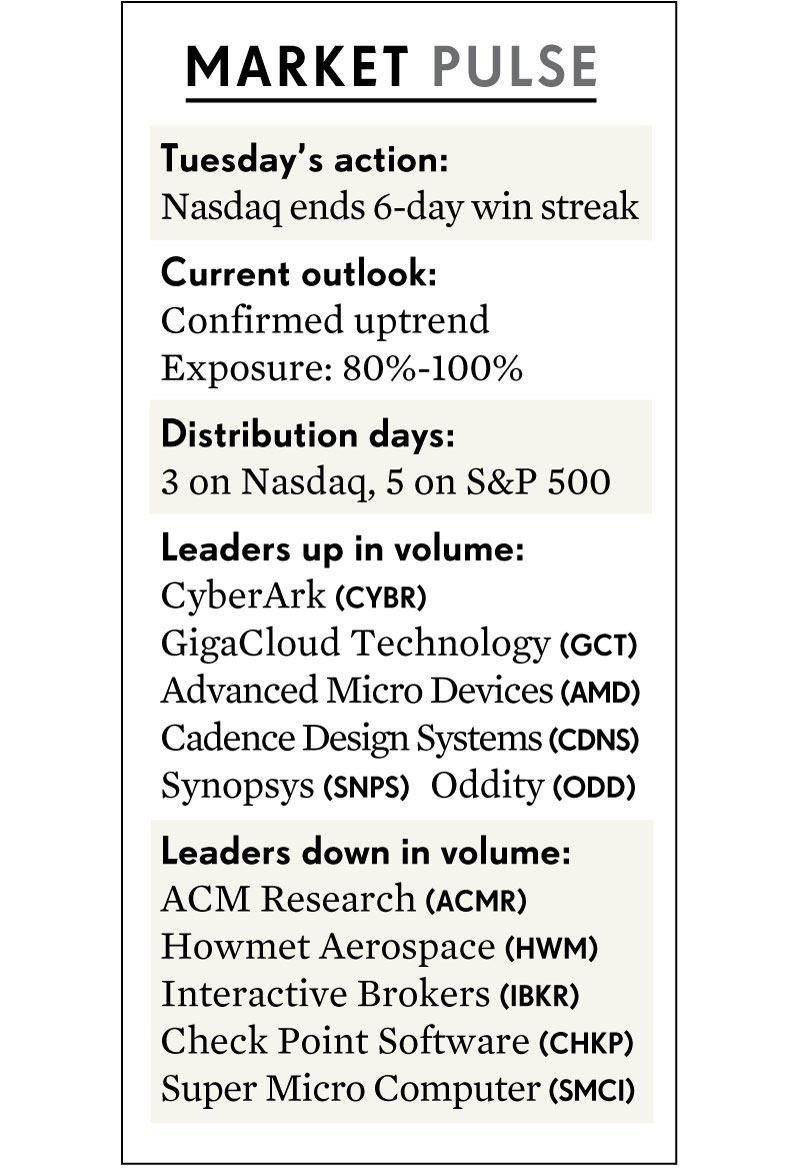 MARKET PULSE
Tuesday’s action:
Nasdaq ends 6-day win streak
Current outlook:
Confirmed uptrend
Exposure: 80%-100%
Distribution days:
3 on Nasdaq, 5 on S&P 500
Leaders up in volume:
CyberArk (CYBR)
GigaCloud Technology (GCT)
Advanced Micro Devices (AMD)
Cadence Design Systems (CDNS)
Synopsys (SNPS) Oddity (ODD)
Leaders down in volume:
ACM Research (ACMR)
Howmet Aerospace (HWM)
Interactive Brokers (IBKR)
Check Point Software (CHKP)
Super Micro Computer (SMCI)